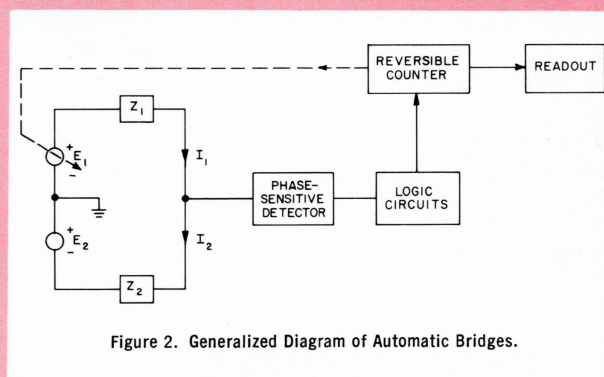 REVERSIBLE
COUNTER
READOUT
Z1
+
E1
-
I1
PHASE-
SENSITIVE
DETECTOR
LOGIC
CIRCUITS
+
E2
-
I2
Z2
Figure 2. Generalized Diagram of Automatic Bridges.